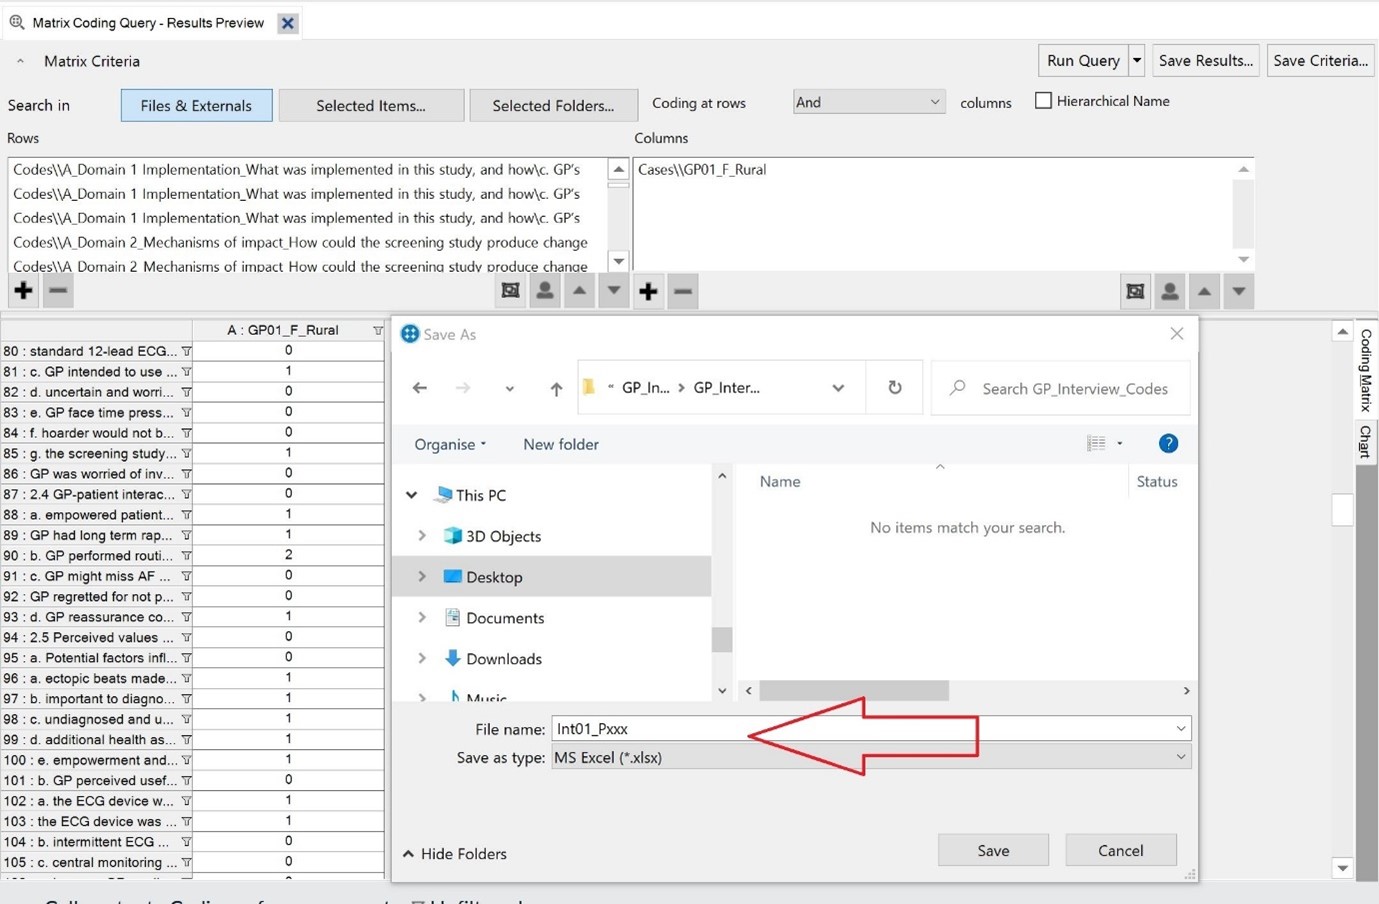 Matrix Coding Query - Results Preview
Matrix Criteria
Run Query
Save Results...
Save Criteria...
Search in
Files & Externals
Selected Items...
Selected Folders...
Coding at rows
And
columns
Hierarchical Name
Rows
Columns
Codes\\A_Domain 1 Implementation_What was implemented in this study, and how\c. GP's
Codes\\A_Domain 1 Implementation_What was implemented in this study, and how\c. GP's
Codes\\A_Domain 1 Implementation_What was implemented in this study, and how\c. GP's
Codes\\A_Domain 2_Mechanisms of impact_How could the screening study produce change
Codes\\A_Domain 2_Mechanisms of impact_How could the screening study produce change
Cases\\GP01_F_Rural
A : GP01_F_Rural
80 : standard 12-lead ECG... 0
81 : c. GP intended to use ... 1
82 : d. uncertain and worri... 0
83 : e. GP face time press... 0
84 : f. hoarder would not b... 0
85 : g. the screening study... 1
86 : GP was worried of inv... 0
87 : 2.4 GP-patient interac... 0
88 : a. empowered patient... 1
89 : GP had long term rap... 1
90 : b. GP performed routi... 2
91 : c. GP might miss AF ... 0
92 : GP regretted for not p... 0
93 : d. GP reassurance co... 1
94 : 2.5 Perceived values ... 0
95 : a. Potential factors infl... 0
96 : a. ectopic beats made... 1
97 : b. important to diagno... 1
98 : c. undiagnosed and u... 1
99 : d. additional health as... 1
100 : e. empowerment and... 1
101 : b. GP perceived usef... 0
102 : a. the ECG device w... 1
103 : the ECG device was ... 1
104 : b. intermittent ECG ... 0
105 : c. central monitoring ... 0
Save As
« GP_In... > GP_Inter...
Search GP_Interview_Codes
Organise
New folder
This PC
3D Objects
Desktop
Documents
Downloads
Music
Name
Status
No items match your search.
File name: Int01_Pxxx
Save as type: MS Excel (*.xlsx)
Hide Folders
Save
Cancel
Coding Matrix
Chart